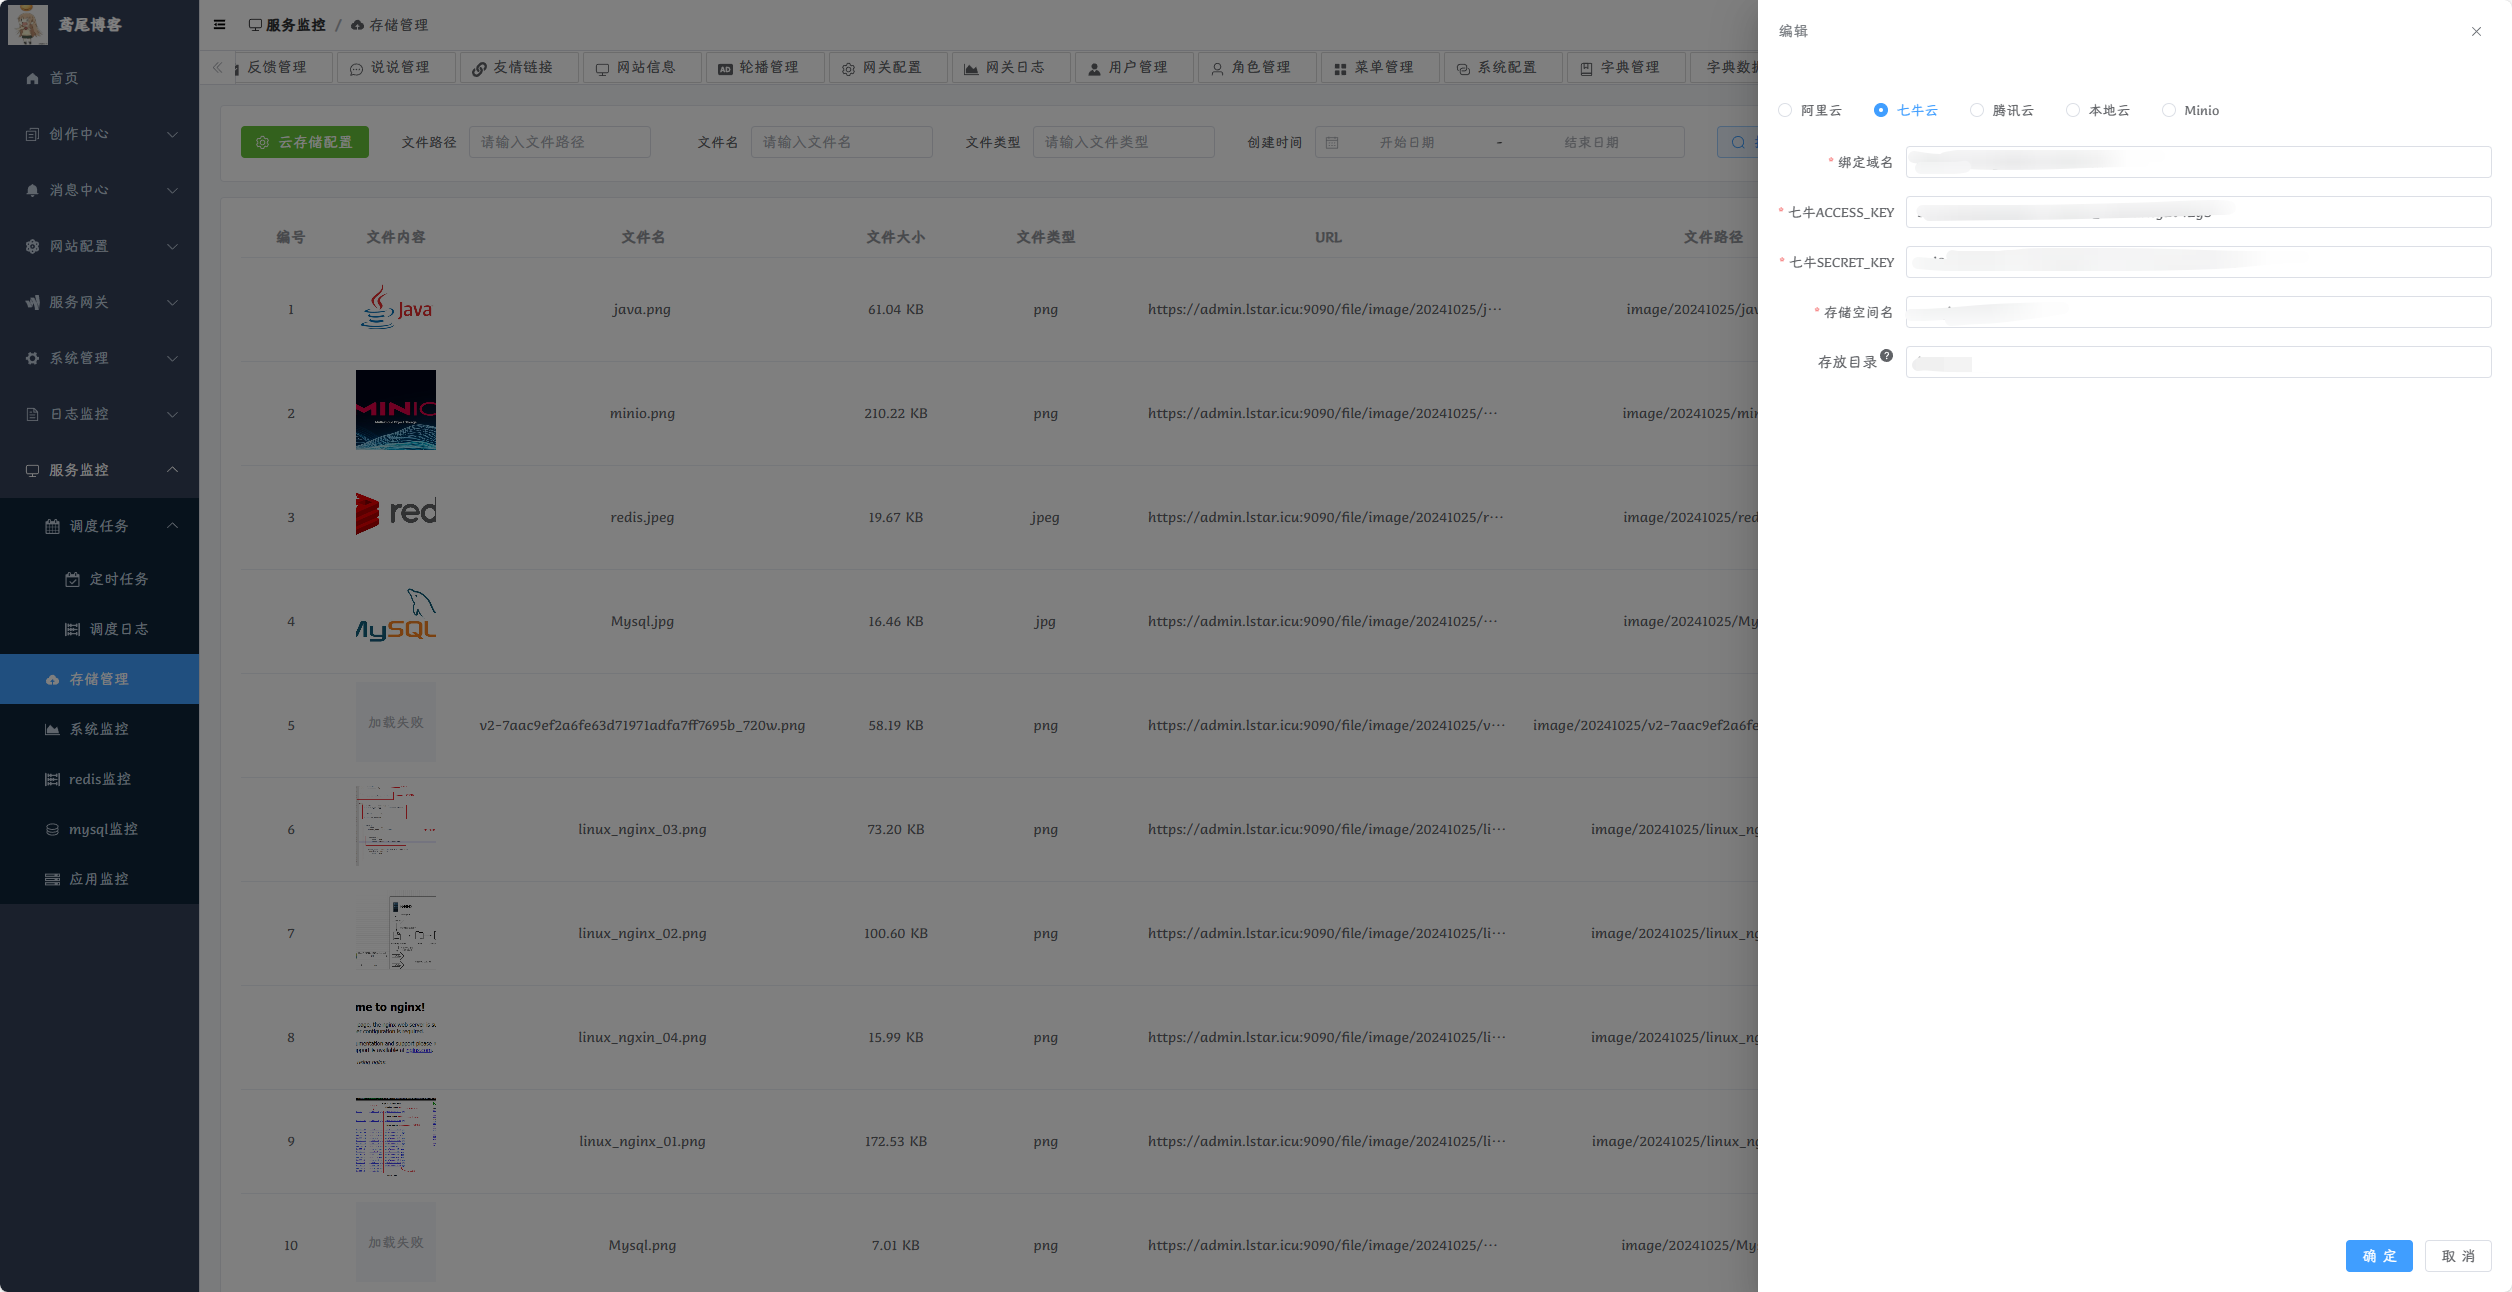 鸢尾博客
首页
创作中心
消息中心
网站配置
服务网关
系统管理
日志监控
服务监控
调度任务
定时任务
调度日志
存储管理
系统监控
redis监控
mysql监控
应用监控
服务监控 / 存储管理
反馈管理 说说管理 友情链接 网站信息 轮播管理 网关配置 网关日志 用户管理 角色管理 菜单管理 系统配置 字典管理 字典数据
云存储配置 文件路径 请输入文件路径 文件名 请输入文件名 文件类型 请输入文件类型 创建时间 开始日期 - 结束日期
编号 文件内容 文件名 文件大小 文件类型 URL 文件路径
1 Java java.png 61.04 KB png https://admin.lstar.icu:9090/file/image/20241025/j··· image/20241025/jav
2 MINIO minio.png 210.22 KB png https://admin.lstar.icu:9090/file/image/20241025/··· image/20241025/min
3 red redis.jpeg 19.67 KB jpeg https://admin.lstar.icu:9090/file/image/20241025/r··· image/20241025/red
4 MySQL Mysql.jpg 16.46 KB jpg https://admin.lstar.icu:9090/file/image/20241025/··· image/20241025/My
5 加载失败 v2-7aac9ef2a6fe63d71971adfa7ff7695b_720w.png 58.19 KB png https://admin.lstar.icu:9090/file/image/20241025/v··· image/20241025/v2-7aac9ef2a6fe
6 linux_nginx_03.png 73.20 KB png https://admin.lstar.icu:9090/file/image/20241025/li··· image/20241025/linux_ng
7 linux_nginx_02.png 100.60 KB png https://admin.lstar.icu:9090/file/image/20241025/li··· image/20241025/linux_ng
8 me to nginx! linux_ngxin_04.png 15.99 KB png https://admin.lstar.icu:9090/file/image/20241025/li··· image/20241025/linux_ng
9 linux_nginx_01.png 172.53 KB png https://admin.lstar.icu:9090/file/image/20241025/li··· image/20241025/linux_ng
10 加载失败 Mysql.png 7.01 KB png https://admin.lstar.icu:9090/file/image/20241025/··· image/20241025/My
编辑
阿里云 七牛云 腾讯云 本地云 Minio
* 绑定域名
* 七牛ACCESS_KEY
* 七牛SECRET_KEY
* 存储空间名
存放目录
确 定 取 消